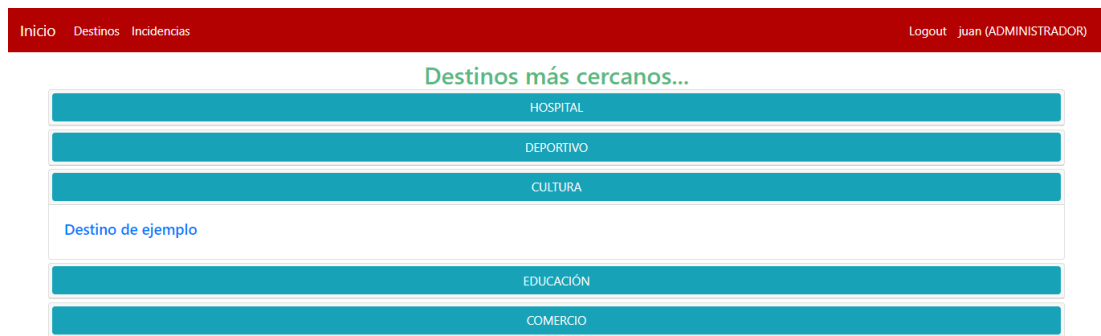 Inicio Destinos Incidencias Logout juan (ADMINISTRADOR)
Destinos más cercanos...
HOSPITAL
DEPORTIVO
CULTURA
Destino de ejemplo
EDUCACIÓN
COMERCIO